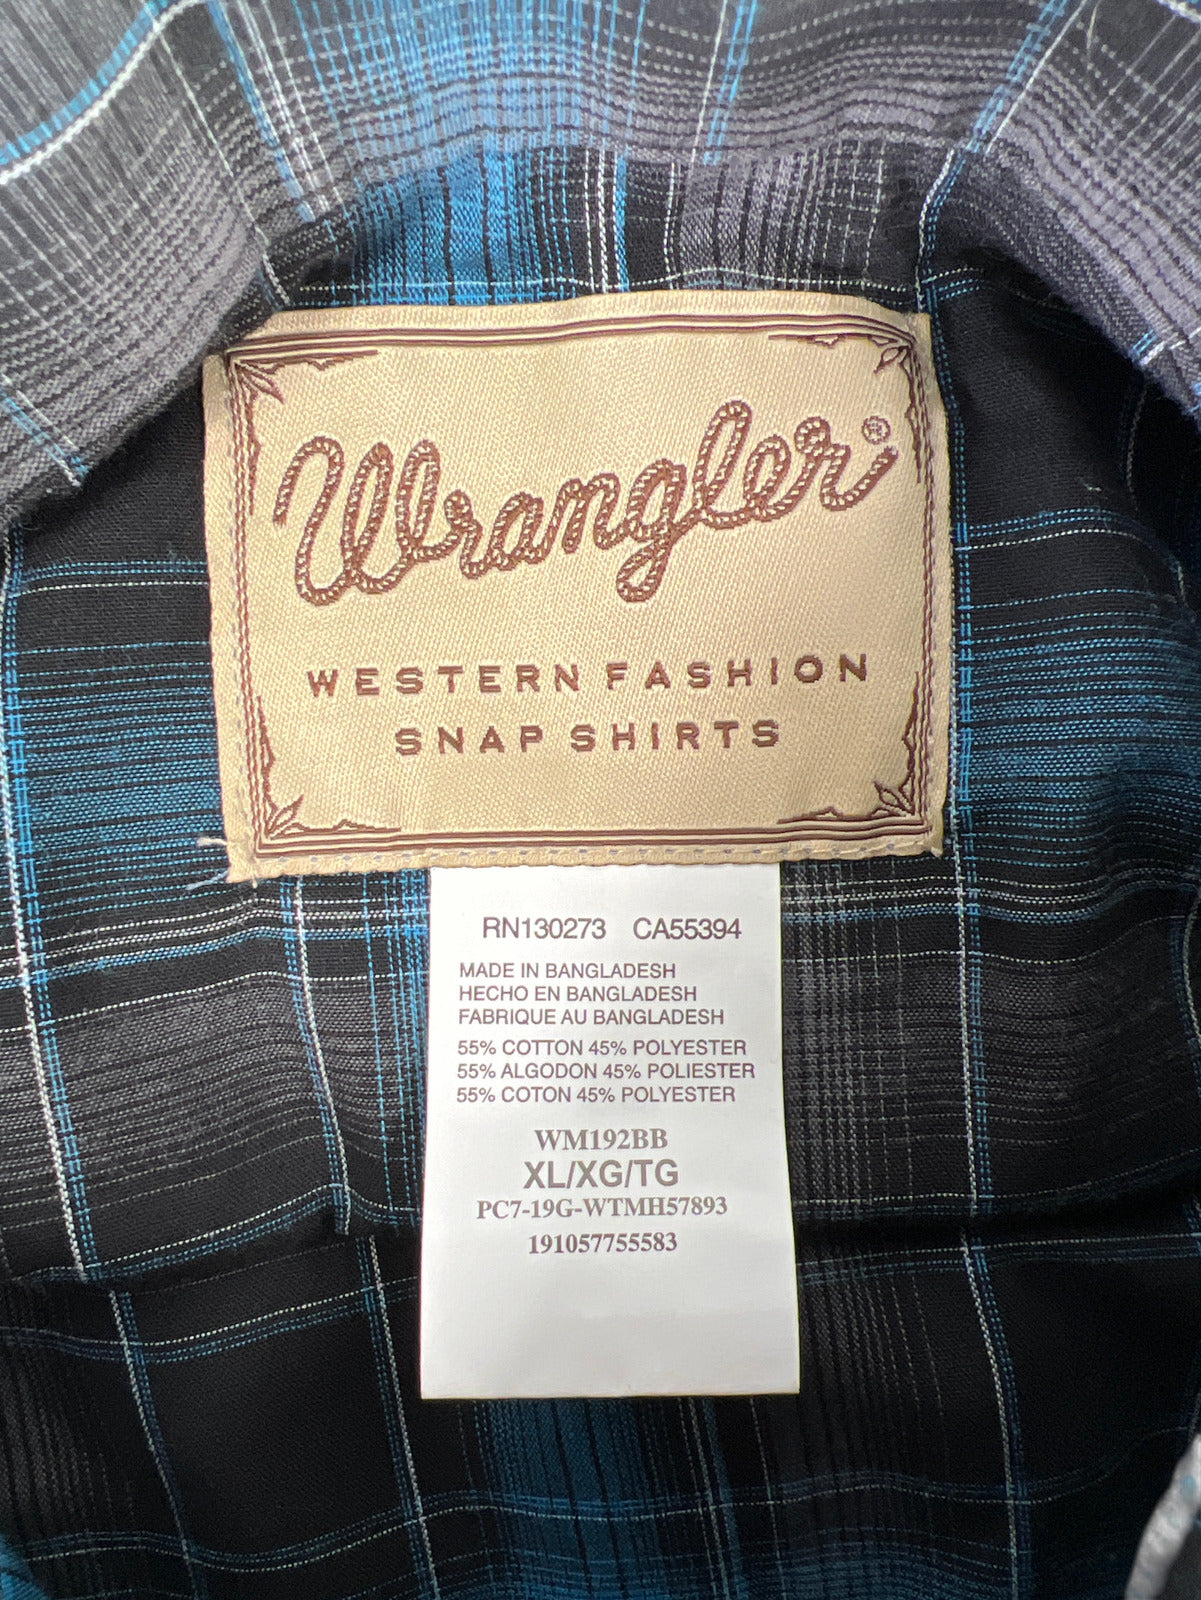 Wrangler®
WESTERN FASHION
SNAP SHIRTS
RN130273 CA55394
MADE IN BANGLADESH
HECHO EN BANGLADESH
FABRIQUE AU BANGLADESH
55% COTTON 45% POLYESTER
55% ALGODON 45% POLIESTER
55% COTON 45% POLYESTER
WM192BB
XL/XG/TG
PC7-19G-WTMH57893
191057755583